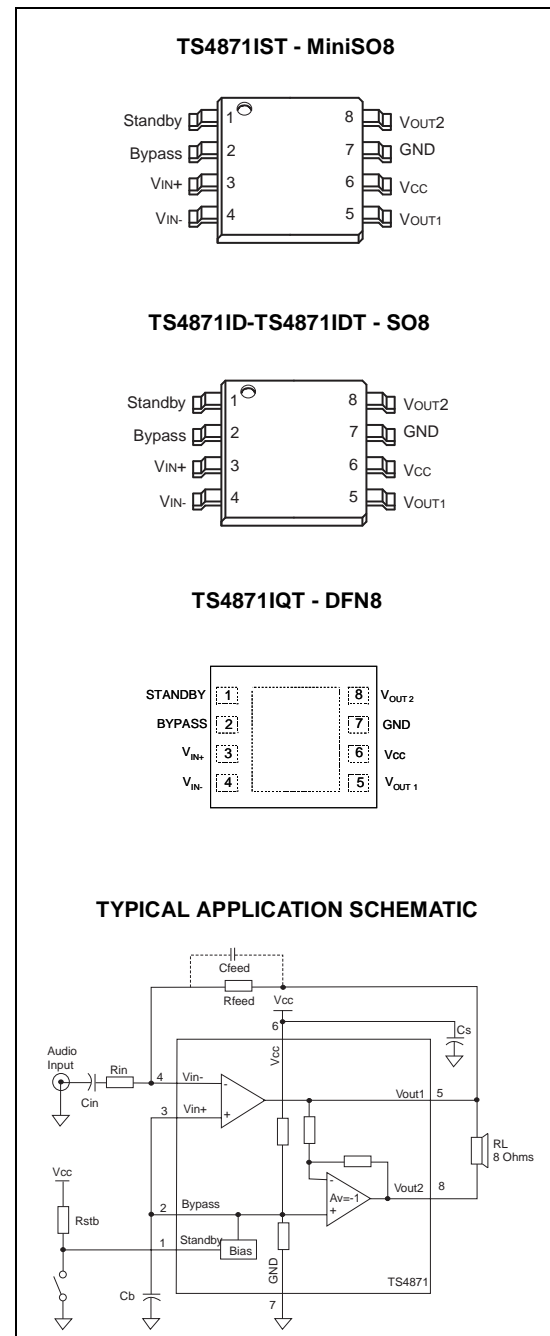 TS4871IST - MiniSO8
Standby 1 8 VOUT2
Bypass 2 7 GND
VIN+ 3 6 VCC
VIN- 4 5 VOUT1
TS4871ID-TS4871IDT - SO8
Standby 1 8 VOUT2
Bypass 2 7 GND
VIN+ 3 6 VCC
VIN- 4 5 VOUT1
TS4871IQT - DFN8
STANDBY 1 8 VOUT 2
BYPASS 2 7 GND
VIN+ 3 6 Vcc
VIN- 4 5 VOUT 1
TYPICAL APPLICATION SCHEMATIC
Cfeed
Rfeed Vcc
6
Cs
Vcc
Audio
Input
Rin
Cin
4 Vin- -
Vout1 5
3 Vin+ +
RL
8 Ohms
Vcc
Rstb
2 Bypass
-
Av=-1
+
Vout2 8
1 Standby
Bias
GND
TS4871
Cb
7